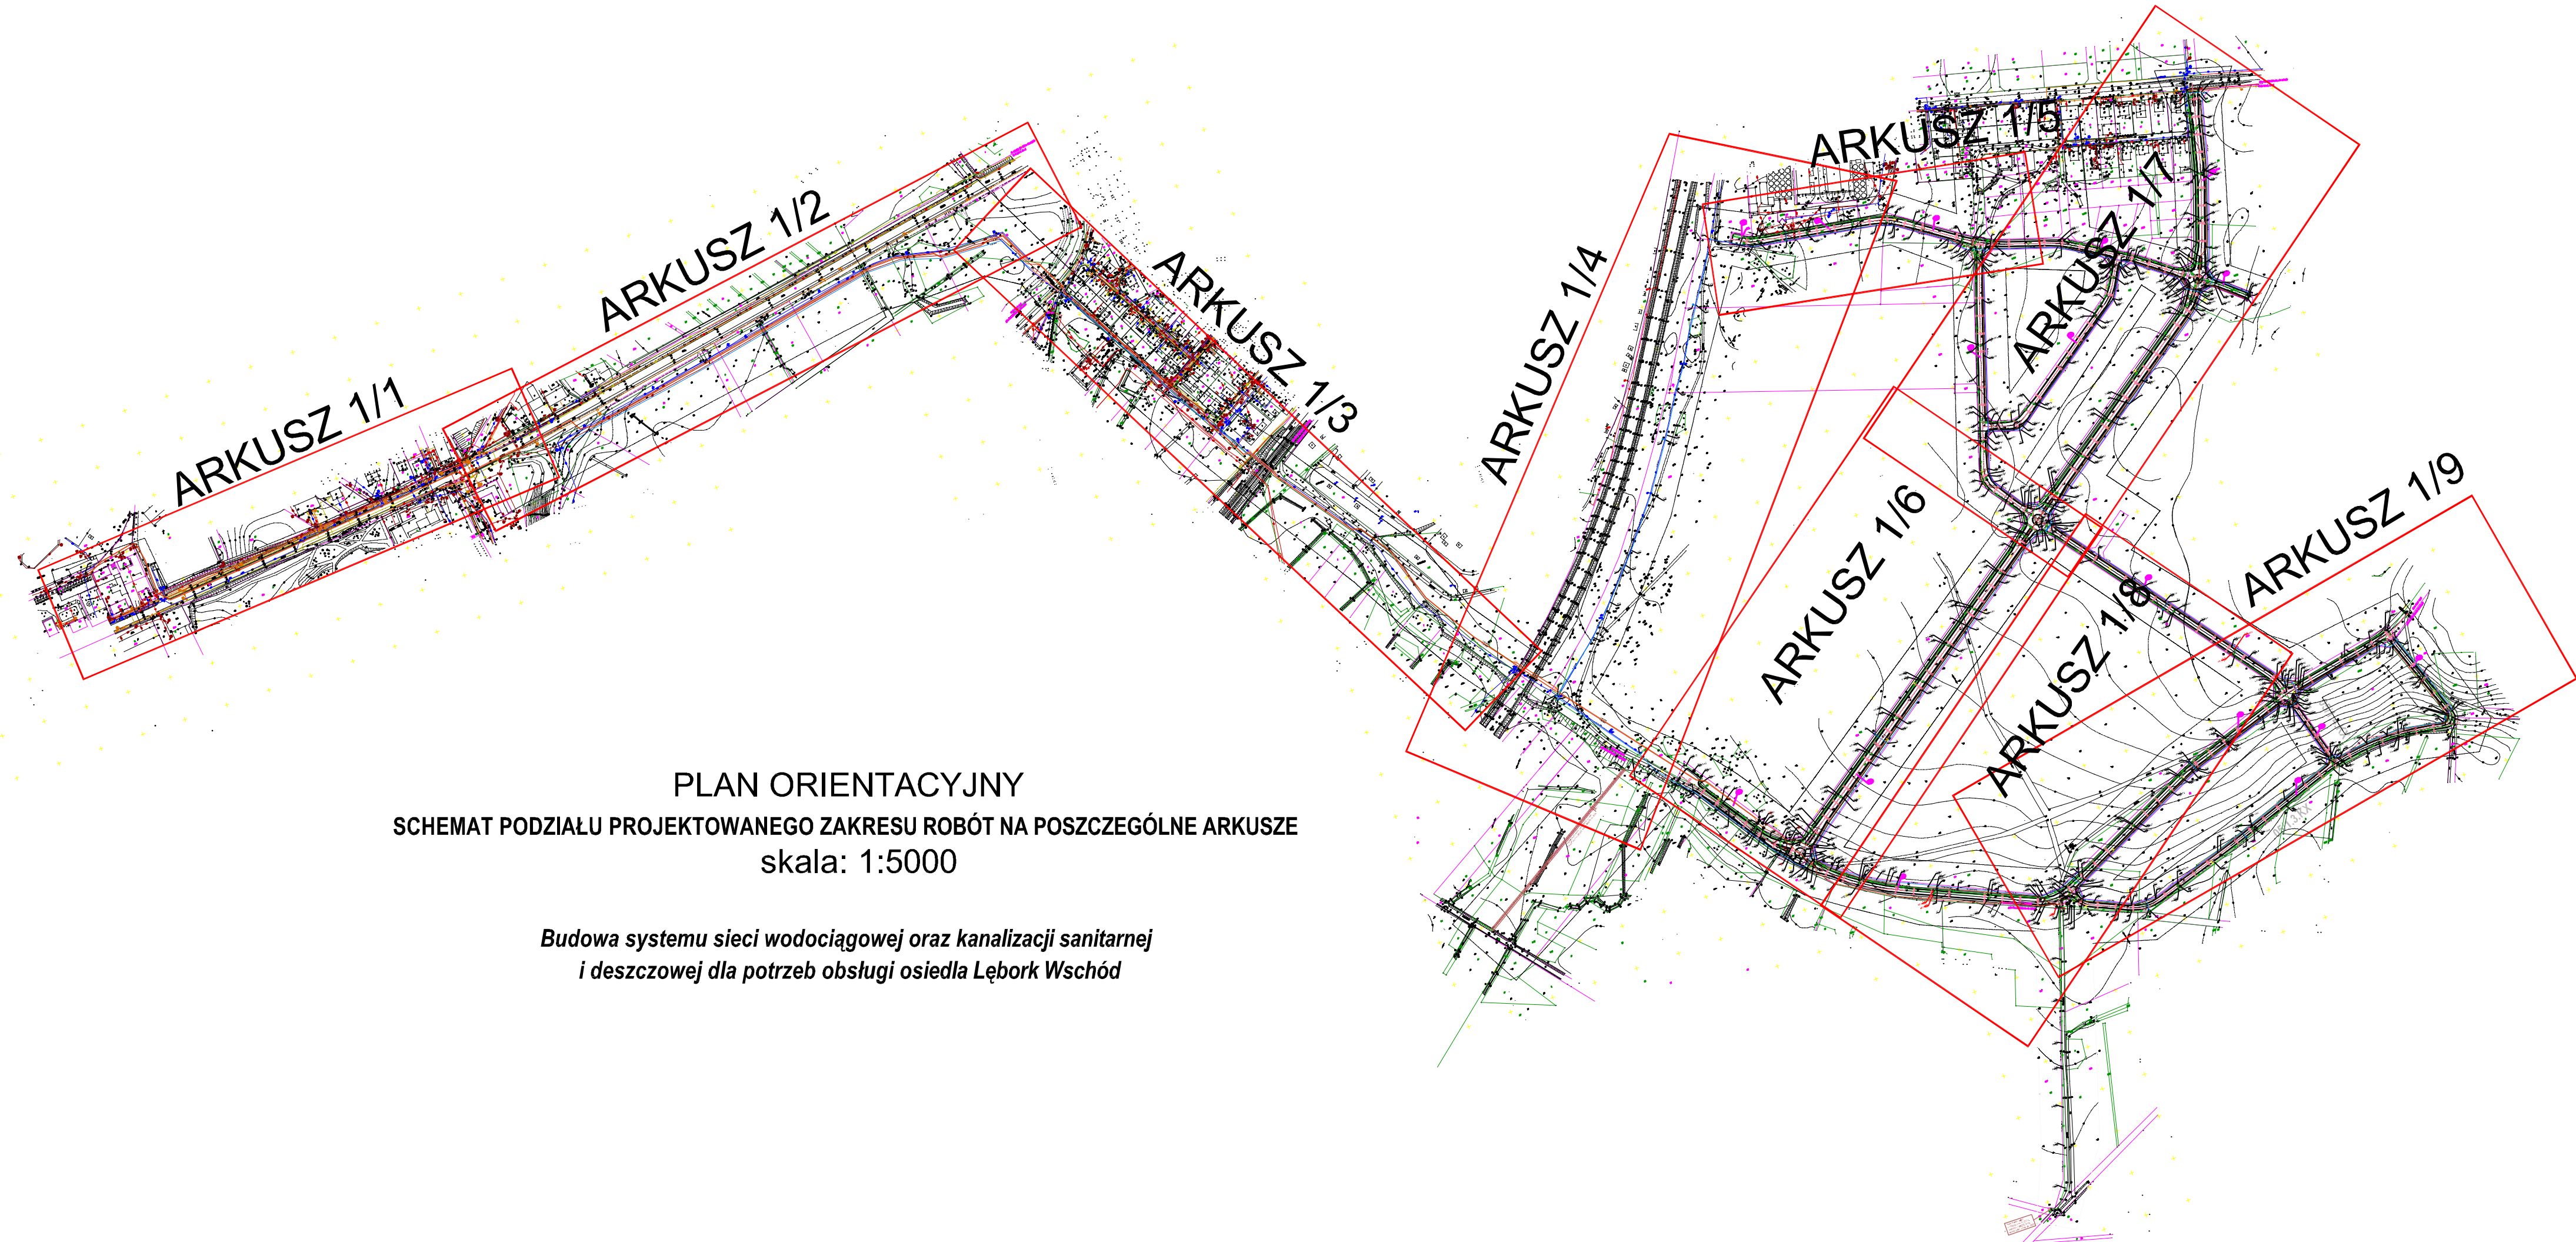 ARKUSZ 1/1
ARKUSZ 1/2
ARKUSZ 1/3
ARKUSZ 1/4
ARKUSZ 1/5
ARKUSZ 1/6
ARKUSZ 1/7
ARKUSZ 1/8
ARKUSZ 1/9
PLAN ORIENTACYJNY
SCHEMAT PODZIAŁU PROJEKTOWANEGO ZAKRESU ROBÓT NA POSZCZEGÓLNE ARKUSZE
skala: 1:5000
Budowa systemu sieci wodociągowej oraz kanalizacji sanitarnej
i deszczowej dla potrzeb obsługi osiedla Lębork Wschód